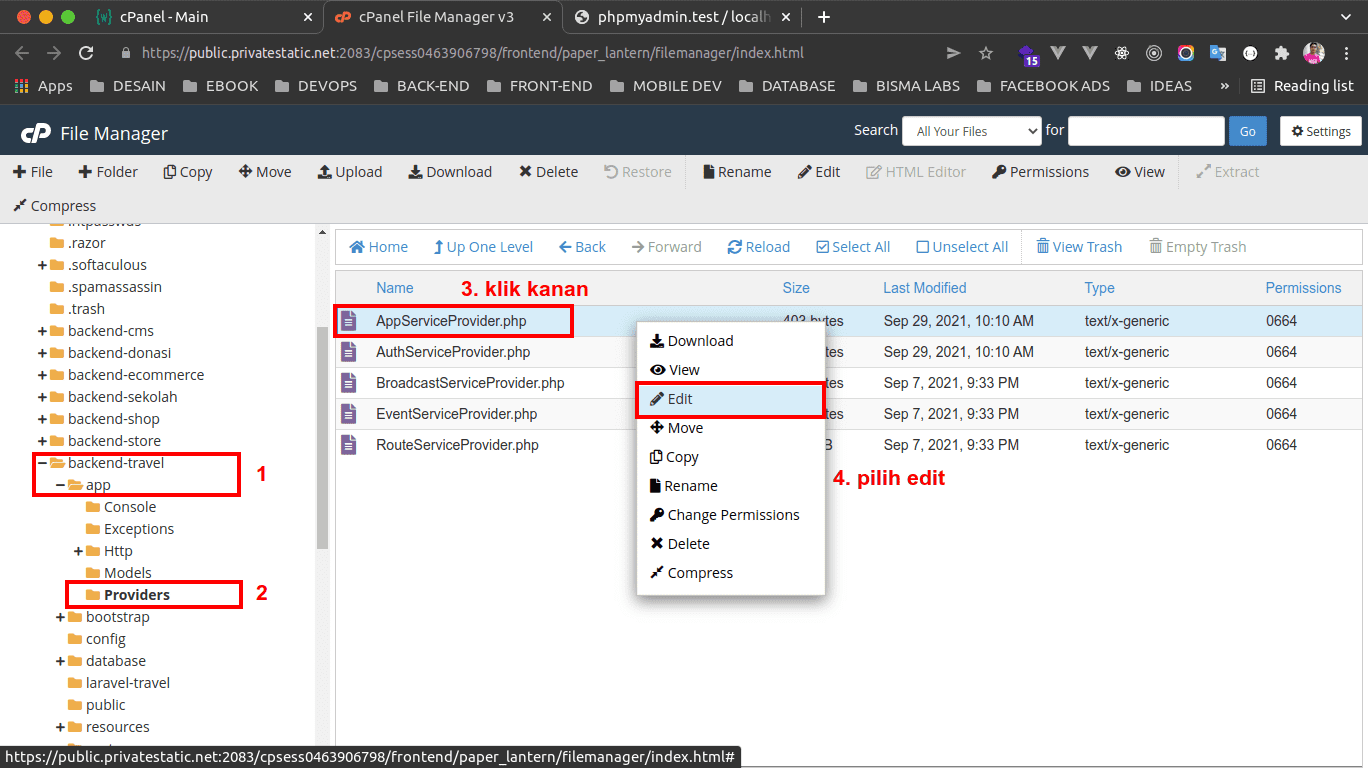 cPanel - Main
cPanel File Manager v3
phpmyadmin.test / localh
https://public.privatestatic.net:2083/cpsess0463906798/frontend/paper_lantern/filemanager/index.html
15
Apps DESAIN EBOOK DEVOPS BACK-END FRONT-END MOBILE DEV DATABASE BISMA LABS FACEBOOK ADS IDEAS » Reading list
cP File Manager
Search All Your Files for Go Settings
File Folder Copy Move Upload Download Delete Restore Rename Edit HTML Editor Permissions View Extract
Compress
.razor
.softaculous
.spamassassin
.trash
backend-cms
backend-donasi
backend-ecommerce
backend-sekolah
backend-shop
backend-store
backend-travel
1
app
Console
Exceptions
Http
Models
Providers
2
bootstrap
config
database
laravel-travel
public
resources
Home Up One Level Back Forward Reload Select All Unselect All View Trash Empty Trash
Name Size Last Modified Type Permissions
3. klik kanan
AppServiceProvider.php 403 bytes Sep 29, 2021, 10:10 AM text/x-generic 0664
AuthServiceProvider.php Sep 29, 2021, 10:10 AM text/x-generic 0664
BroadcastServiceProvider.php Sep 7, 2021, 9:33 PM text/x-generic 0664
EventServiceProvider.php Sep 7, 2021, 9:33 PM text/x-generic 0664
RouteServiceProvider.php Sep 7, 2021, 9:33 PM text/x-generic 0664
Download
View
Edit
Move
Copy
Rename
Change Permissions
Delete
Compress
4. pilih edit
https://public.privatestatic.net:2083/cpsess0463906798/frontend/paper_lantern/filemanager/index.html#